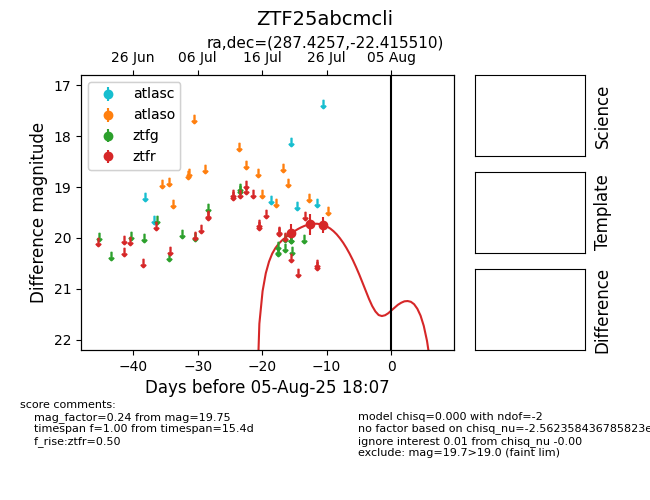 ZTF25abcmcli
ra,dec=(287.4257,-22.415510)
26 Jun 06 Jul 16 Jul 26 Jul 05 Aug
17
18
19
20
21
22
Difference magnitude
atlasc
atlaso
ztfg
ztfr
−40 −30 −20 −10 0
Days before 05-Aug-25 18:07
Science
Template
Difference
score comments:
mag_factor=0.24 from mag=19.75
timespan f=1.00 from timespan=15.4d
f_rise:ztfr=0.50
model chisq=0.000 with ndof=-2
no factor based on chisq_nu=-2.562358436785823e
ignore interest 0.01 from chisq_nu -0.00
exclude: mag=19.7>19.0 (faint lim)